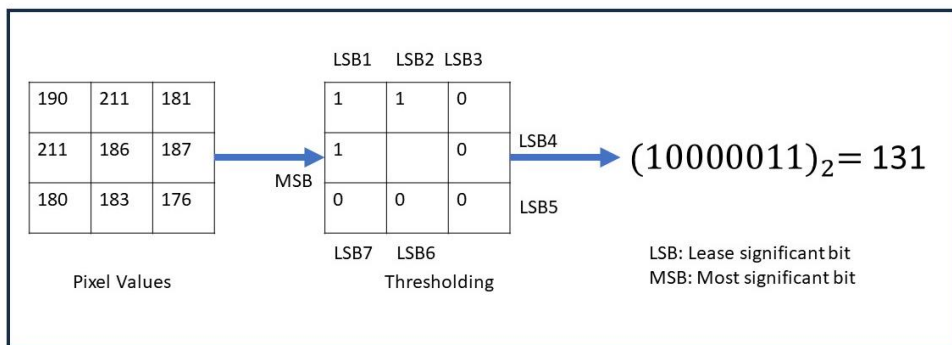 LSB1 LSB2 LSB3
190 211 181
1 1 0
211 186 187
MSB
1 0
LSB4
(10000011)₂= 131
180 183 176
0 0 0
LSB5
LSB7 LSB6
Pixel Values
Thresholding
LSB: Lease significant bit
MSB: Most significant bit